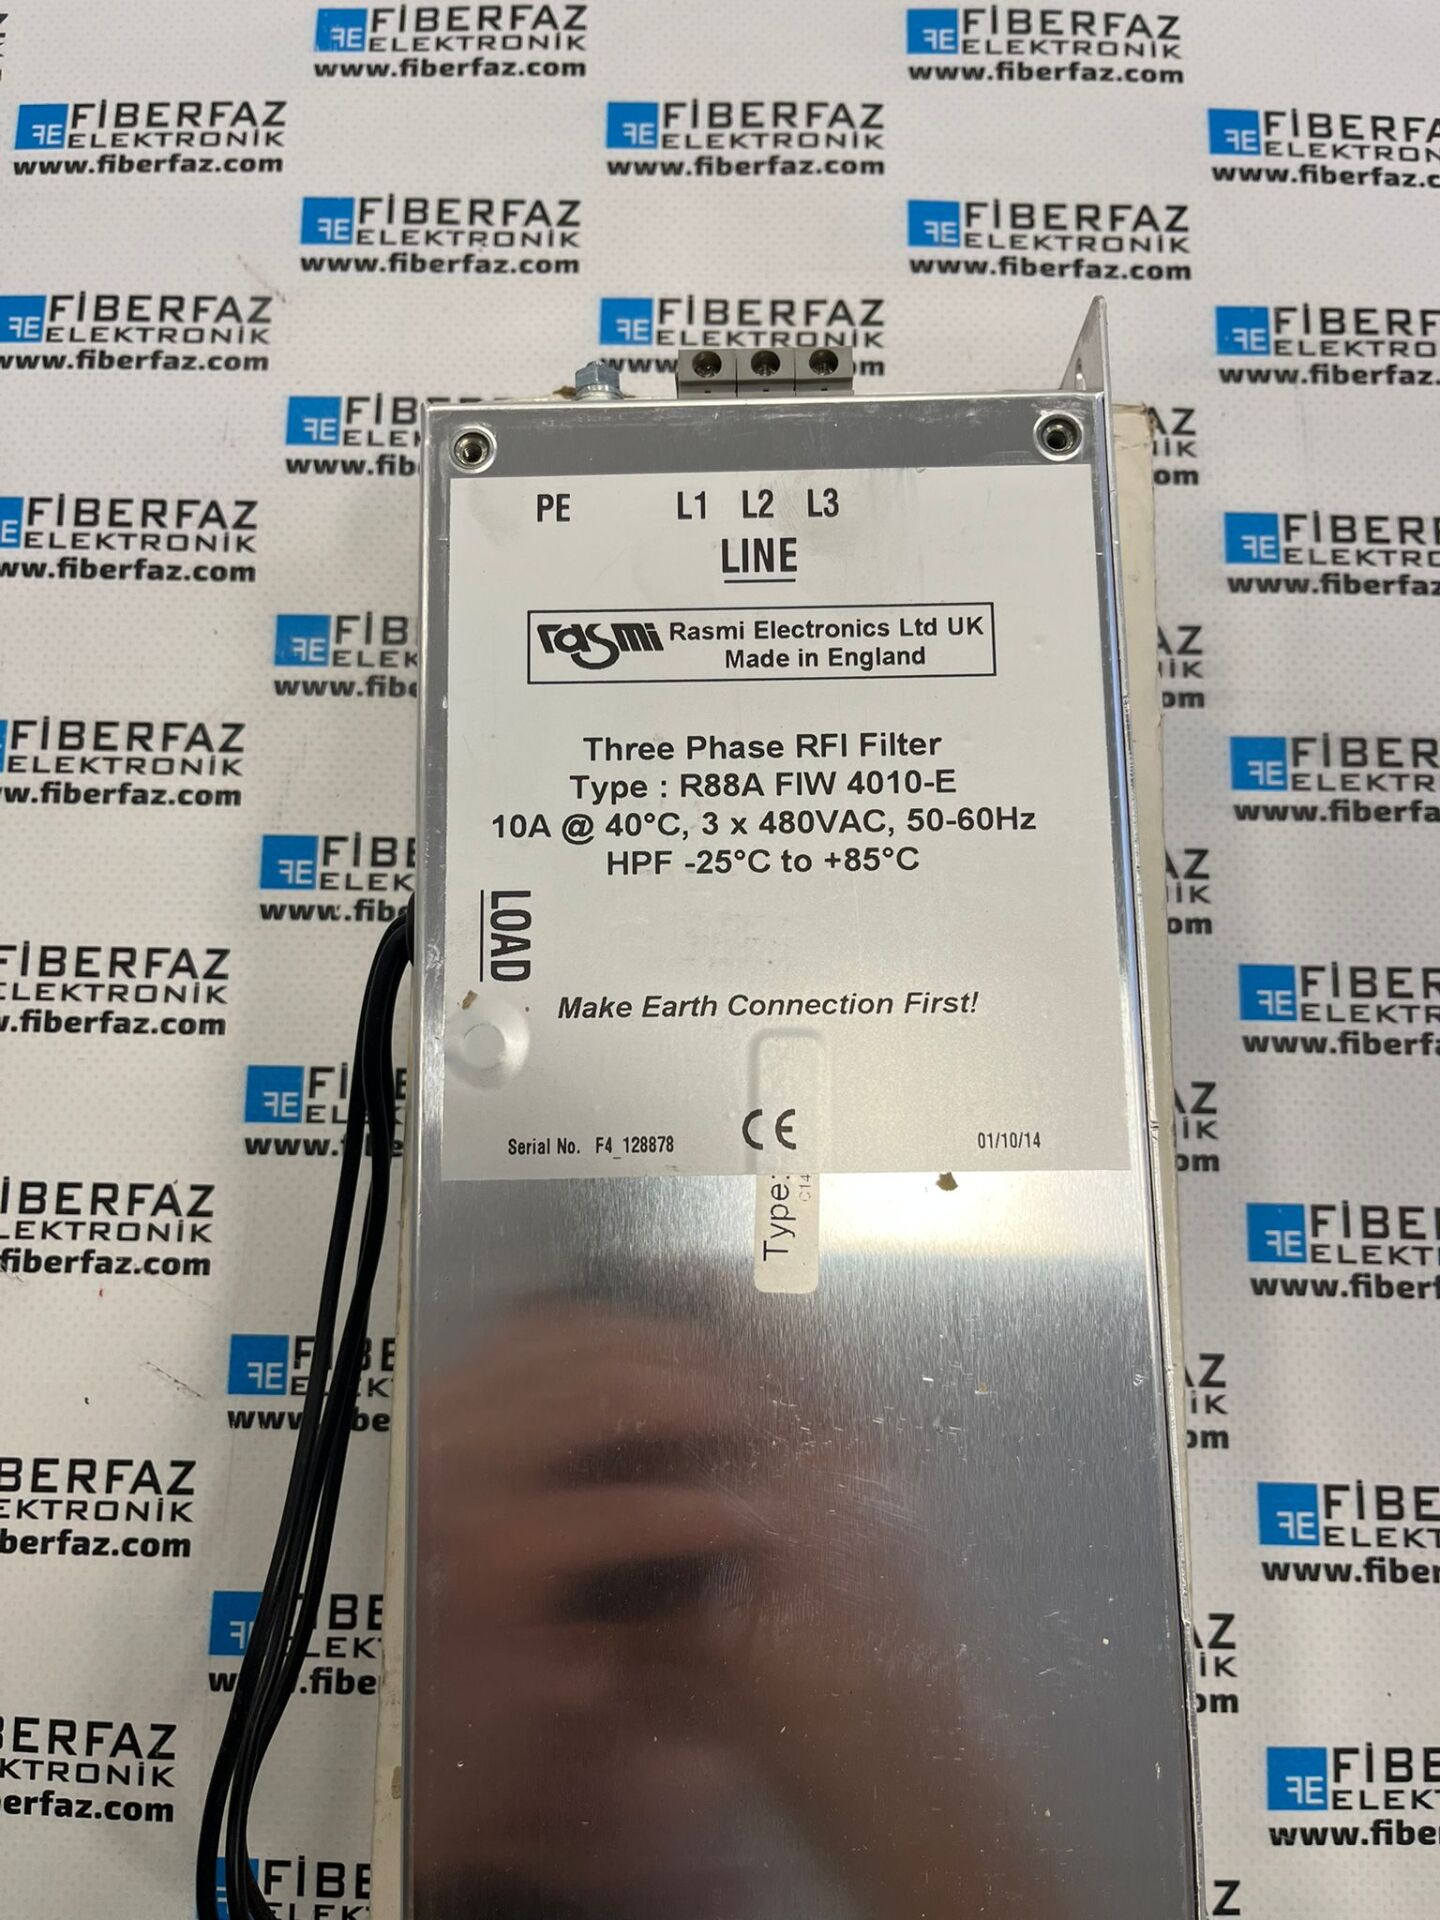 FİBERFAZ
ELEKTRONİK
www.fiberfaz.com
PE L1 L2 L3
LINE
rasmi Rasmi Electronics Ltd UK
Made in England
Three Phase RFI Filter
Type : R88A FIW 4010-E
10A @ 40°C, 3 x 480VAC, 50-60Hz
HPF -25°C to +85°C
LOAD
Make Earth Connection First!
Serial No. F4_128878 CE 01/10/14
Type:
C14